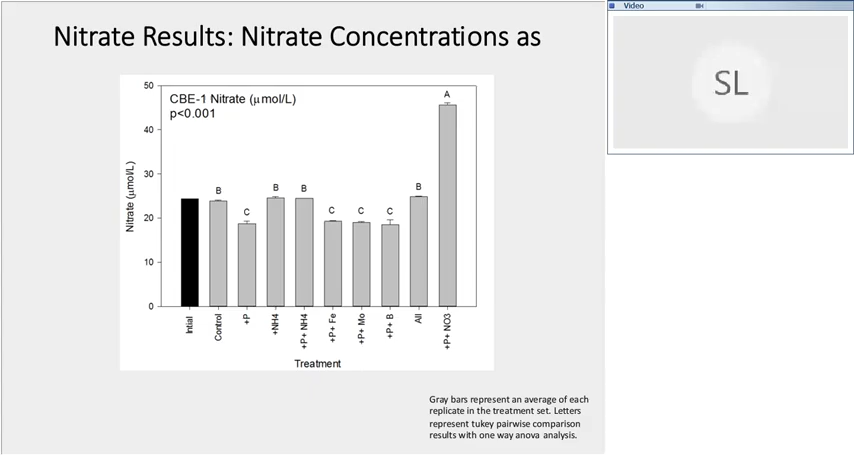 Nitrate Results: Nitrate Concentrations as
Video
SL
CBE-1 Nitrate (μmol/L)
p<0.001
50
40
30
20
10
0
Nitrate (μmol/L)
B
C
B
B
C
C
C
B
A
Intial
Control
+P
+NH4
+P+ NH4
+P+ Fe
+P+ Mo
+P+ B
All
+P+ NO3
Treatment
Gray bars represent an average of each
replicate in the treatment set. Letters
represent tukey pairwise comparison
results with one way anova analysis.